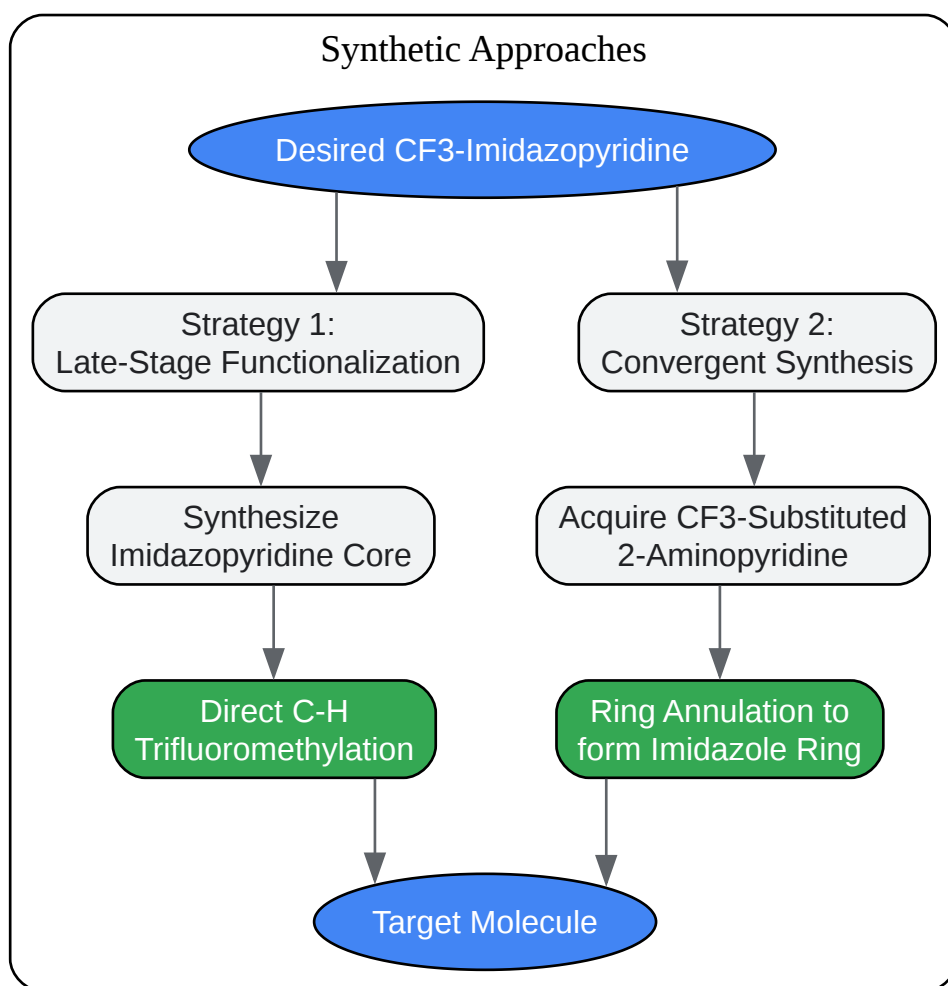 Synthetic Approaches
Desired CF3-Imidazopyridine
Strategy 1:
Late-Stage Functionalization
Strategy 2:
Convergent Synthesis
Synthesize
Imidazopyridine Core
Acquire CF3-Substituted
2-Aminopyridine
Direct C-H
Trifluoromethylation
Ring Annulation to
form Imidazole Ring
Target Molecule